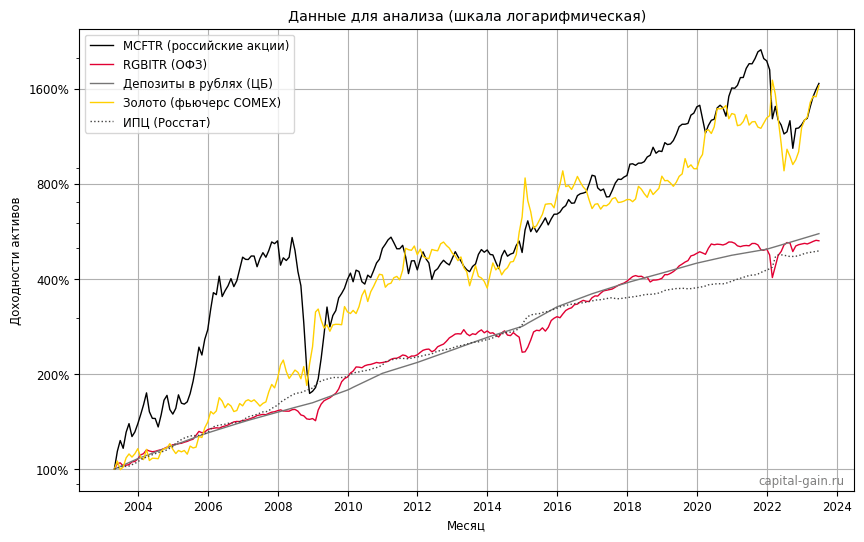 Данные для анализа (шкала логарифмическая)
MCFTR (российские акции)
RGBITR (ОФЗ)
Депозиты в рублях (ЦБ)
Золото (фьючерс COMEX)
ИПЦ (Росстат)
Доходности активов
1600%
800%
400%
200%
100%
capital-gain.ru
2004 2006 2008 2010 2012 2014 2016 2018 2020 2022 2024
Месяц